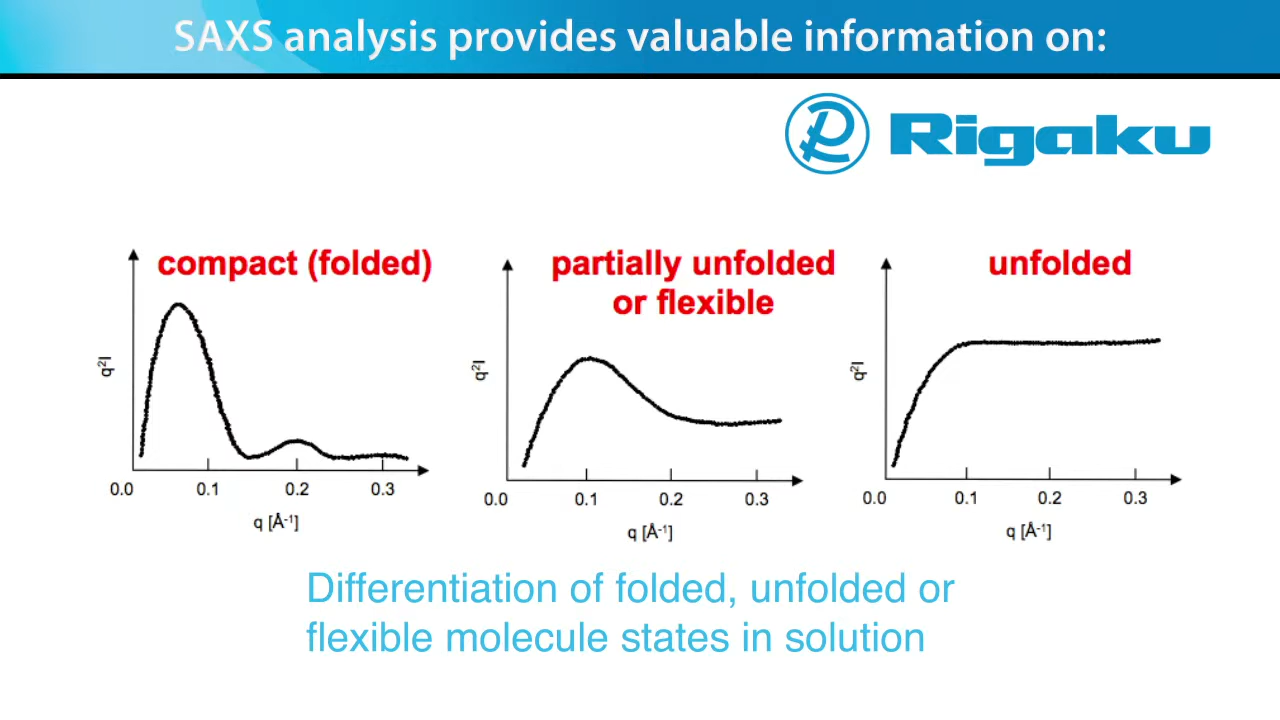 SAXS analysis provides valuable information on:
Rigaku
compact (folded)
q²I
0.0 0.1 0.2 0.3
q [Å⁻¹]
partially unfolded
or flexible
q²I
0.0 0.1 0.2 0.3
q [Å⁻¹]
unfolded
q²I
0.0 0.1 0.2 0.3
q [Å⁻¹]
Differentiation of folded, unfolded or
flexible molecule states in solution